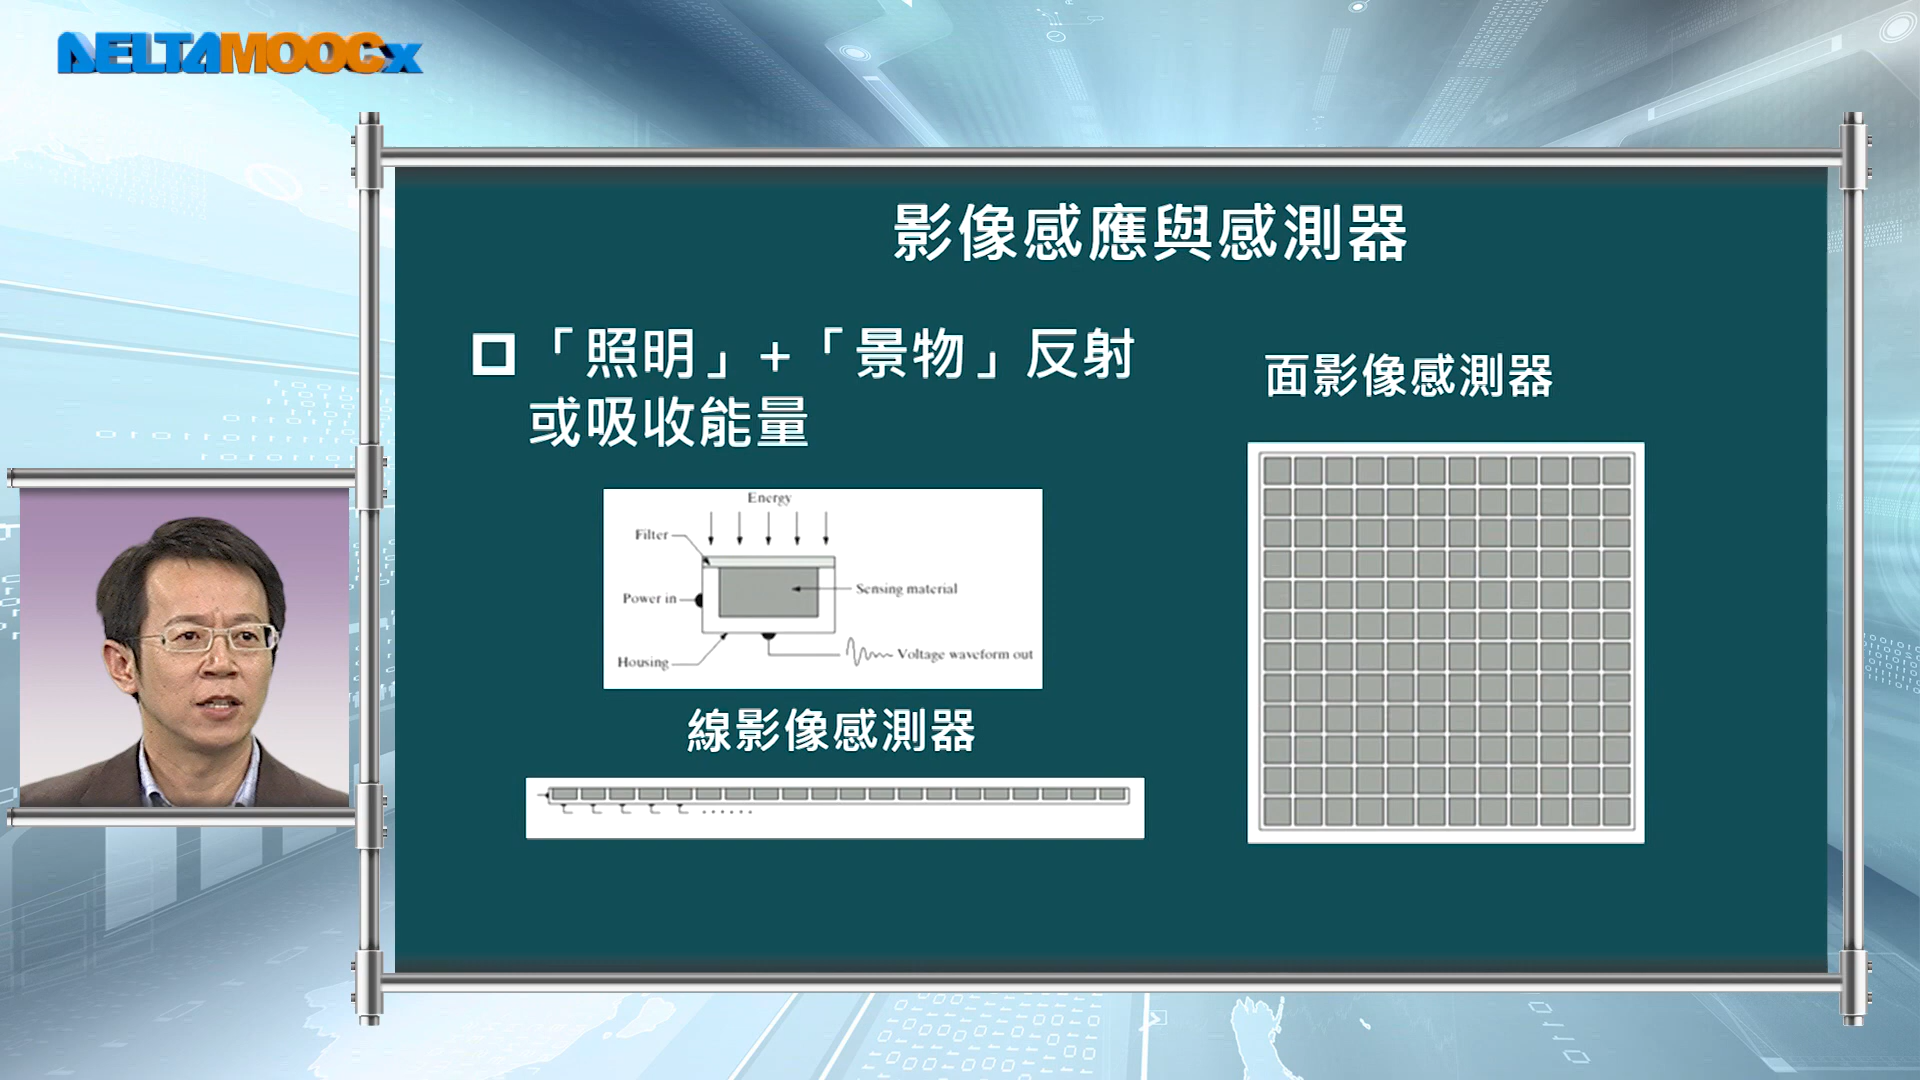 DELTAMOOCx
影像感應與感測器
「照明」+「景物」反射
或吸收能量
Energy
Filter
Sensing material
Power in
Housing
Voltage waveform out
線影像感測器
面影像感測器